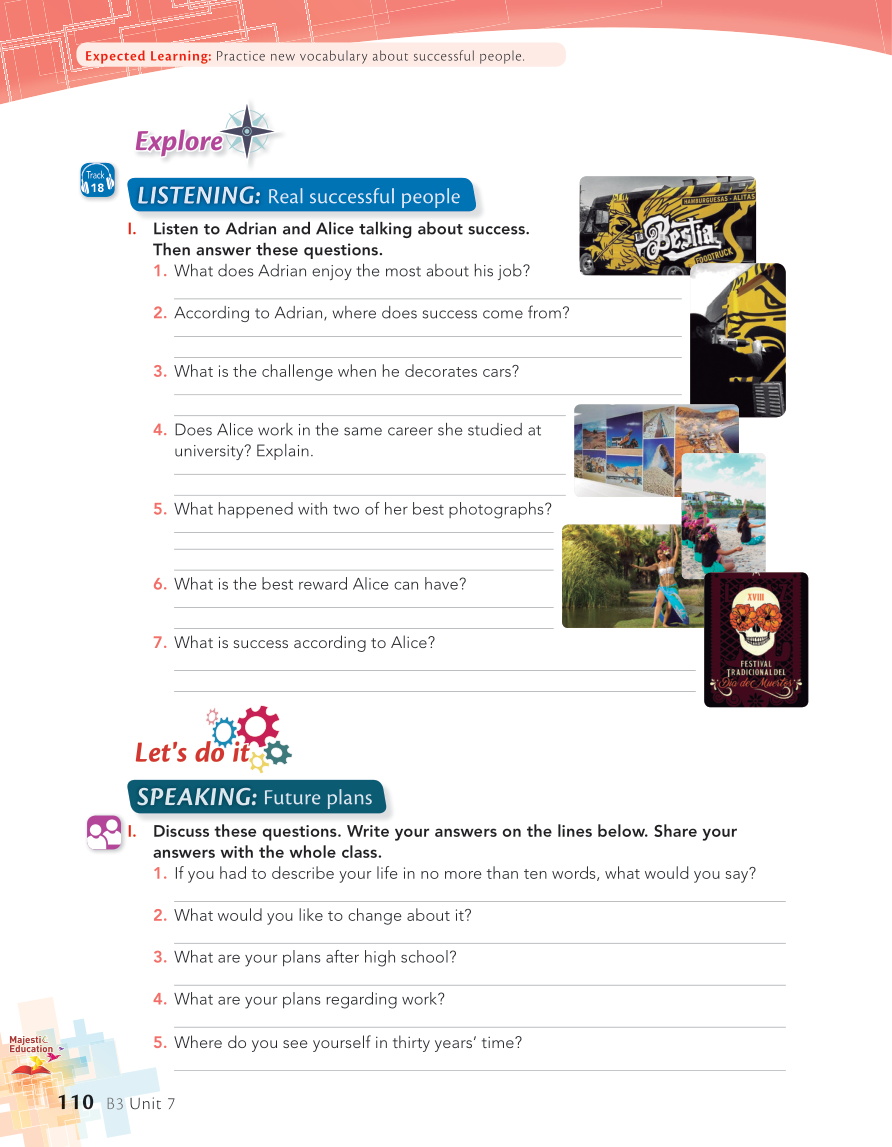 Expected Learning: Practice new vocabulary about successful people.
Explore
Track
18
LISTENING: Real successful people
I. Listen to Adrian and Alice talking about success.
Then answer these questions.
1. What does Adrian enjoy the most about his job?
2. According to Adrian, where does success come from?
3. What is the challenge when he decorates cars?
4. Does Alice work in the same career she studied at
university? Explain.
5. What happened with two of her best photographs?
6. What is the best reward Alice can have?
7. What is success according to Alice?
HAMBURGUESAS - ALITAS
Bestia
FOODTRUCK
XVIII
FESTIVAL
TRADICIONAL DEL
Día de Muertos
Let's do it
SPEAKING: Future plans
I. Discuss these questions. Write your answers on the lines below. Share your
answers with the whole class.
1. If you had to describe your life in no more than ten words, what would you say?
2. What would you like to change about it?
3. What are your plans after high school?
4. What are your plans regarding work?
5. Where do you see yourself in thirty years’ time?
Majestic
Education
110 B3 Unit 7